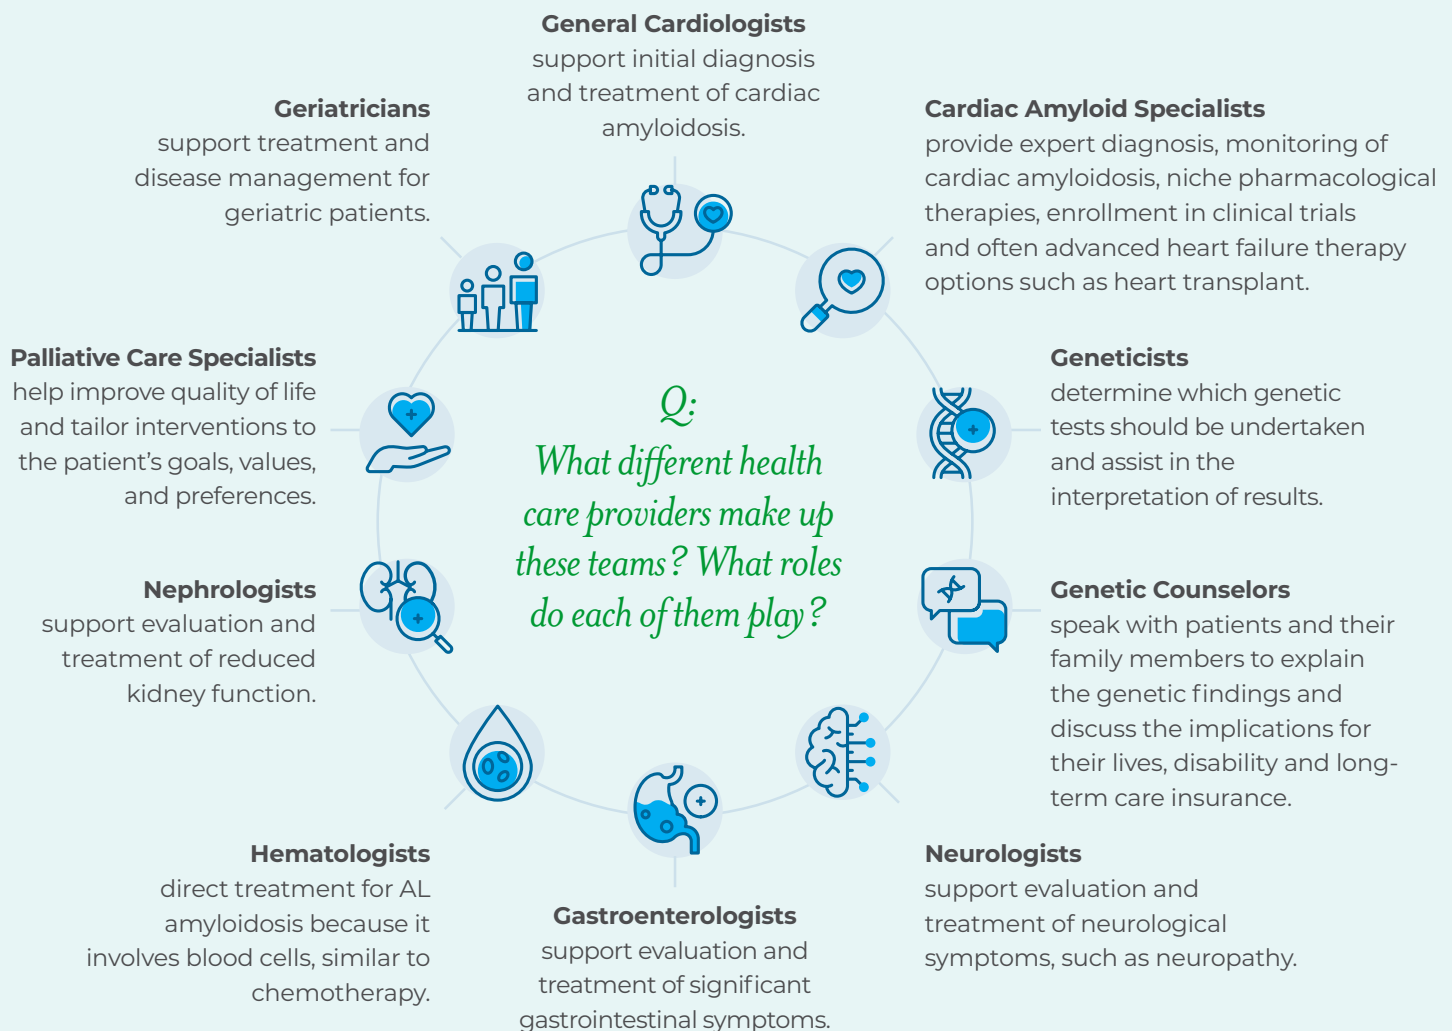 General Cardiologists
support initial diagnosis
and treatment of cardiac
amyloidosis.
Cardiac Amyloid Specialists
provide expert diagnosis, monitoring of
cardiac amyloidosis, niche pharmacological
therapies, enrollment in clinical trials
and often advanced heart failure therapy
options such as heart transplant.
Geneticists
determine which genetic
tests should be undertaken
and assist in the
interpretation of results.
Genetic Counselors
speak with patients and their
family members to explain
the genetic findings and
discuss the implications for
their lives, disability and long-
term care insurance.
Neurologists
support evaluation and
treatment of neurological
symptoms, such as neuropathy.
Gastroenterologists
support evaluation and
treatment of significant
gastrointestinal symptoms.
Hematologists
direct treatment for AL
amyloidosis because it
involves blood cells, similar to
chemotherapy.
Nephrologists
support evaluation and
treatment of reduced
kidney function.
Palliative Care Specialists
help improve quality of life
and tailor interventions to
the patient’s goals, values,
and preferences.
Geriatricians
support treatment and
disease management for
geriatric patients.
Q:
What different health
care providers make up
these teams? What roles
do each of them play?